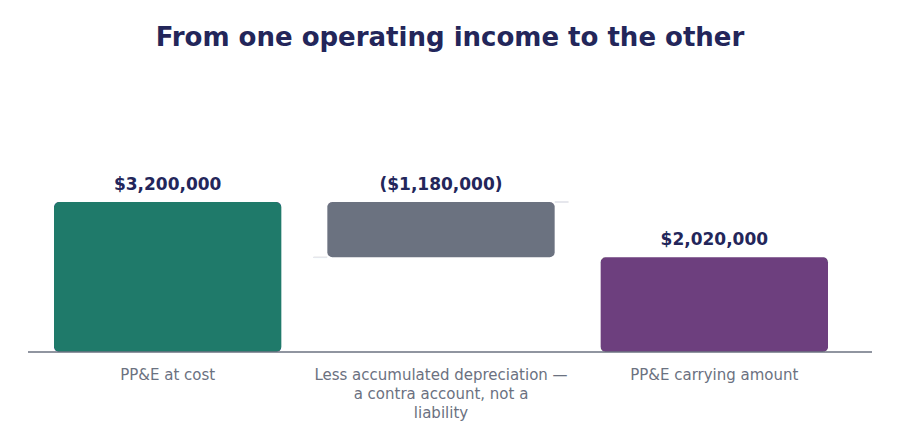 From one operating income to the other
$3,200,000
($1,180,000)
$2,020,000
PP&E at cost
Less accumulated depreciation —
a contra account, not a
liability
PP&E carrying amount